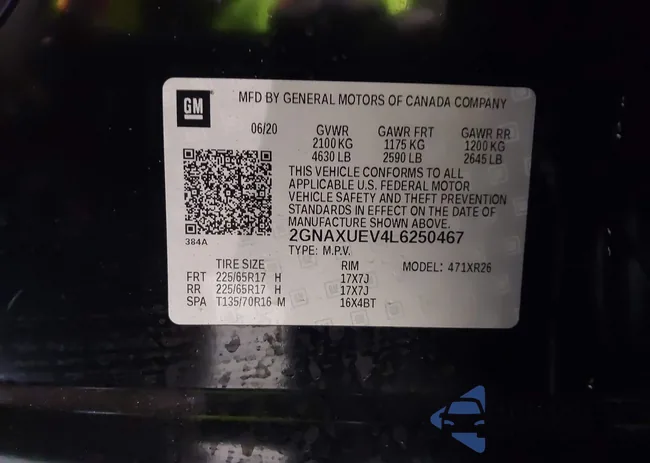 GM
MFD BY GENERAL MOTORS OF CANADA COMPANY
06/20 GVWR GAWR FRT GAWR RR
2100 KG 1175 KG 1200 KG
4630 LB 2590 LB 2645 LB
THIS VEHICLE CONFORMS TO ALL
APPLICABLE U.S. FEDERAL MOTOR
VEHICLE SAFETY AND THEFT PREVENTION
STANDARDS IN EFFECT ON THE DATE OF
MANUFACTURE SHOWN ABOVE.
384A
2GNAXUEV4L6250467
TYPE: M.P.V.
TIRE SIZE RIM MODEL: 471XR26
FRT 225/65R17 H 17X7J
RR 225/65R17 H 17X7J
SPA T135/70R16 M 16X4BT